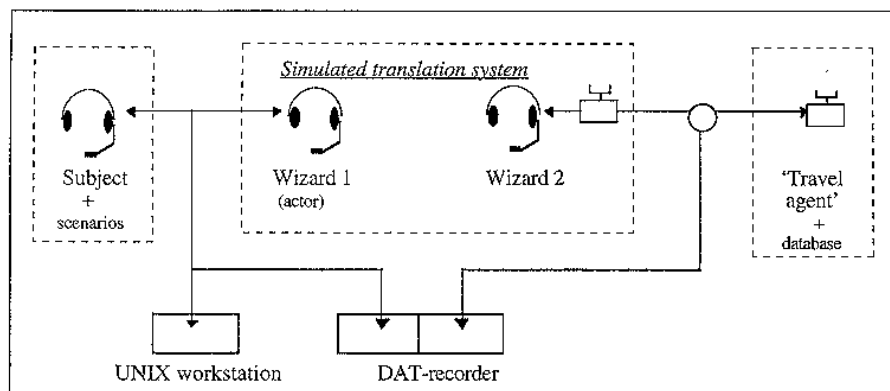 Simulated translation system
Subject
+
scenarios
Wizard 1
(actor)
Wizard 2
'Travel
agent'
+
database
UNIX workstation
DAT-recorder